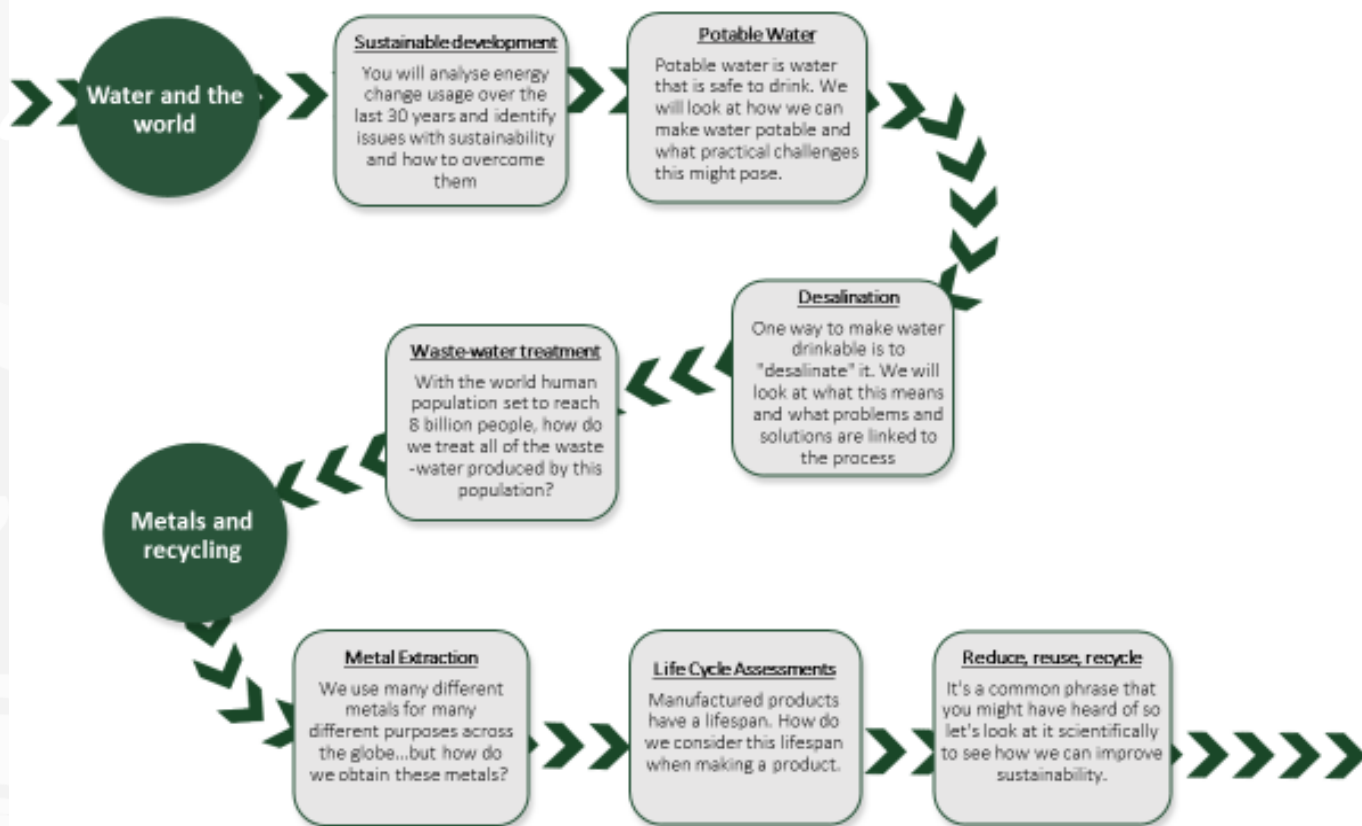 Water and the
world
Sustainable development
You will analyse energy
change usage over the
last 30 years and identify
issues with sustainability
and how to overcome
them
Potable Water
Potable water is water
that is safe to drink. We
will look at how we can
make water potable and
what practical challenges
this might pose.
Desalination
One way to make water
drinkable is to
"desalinate" it. We will
look at what this means
and what problems and
solutions are linked to
the process
Waste-water treatment
With the world human
population set to reach
8 billion people, how do
we treat all of the waste
-water produced by this
population?
Metals and
recycling
Metal Extraction
We use many different
metals for many
different purposes across
the globe...but how do
we obtain these metals?
Life Cycle Assessments
Manufactured products
have a lifespan. How do
we consider this lifespan
when making a product.
Reduce, reuse, recycle
It's a common phrase that
you might have heard of so
let's look at it scientifically
to see how we can improve
sustainability.